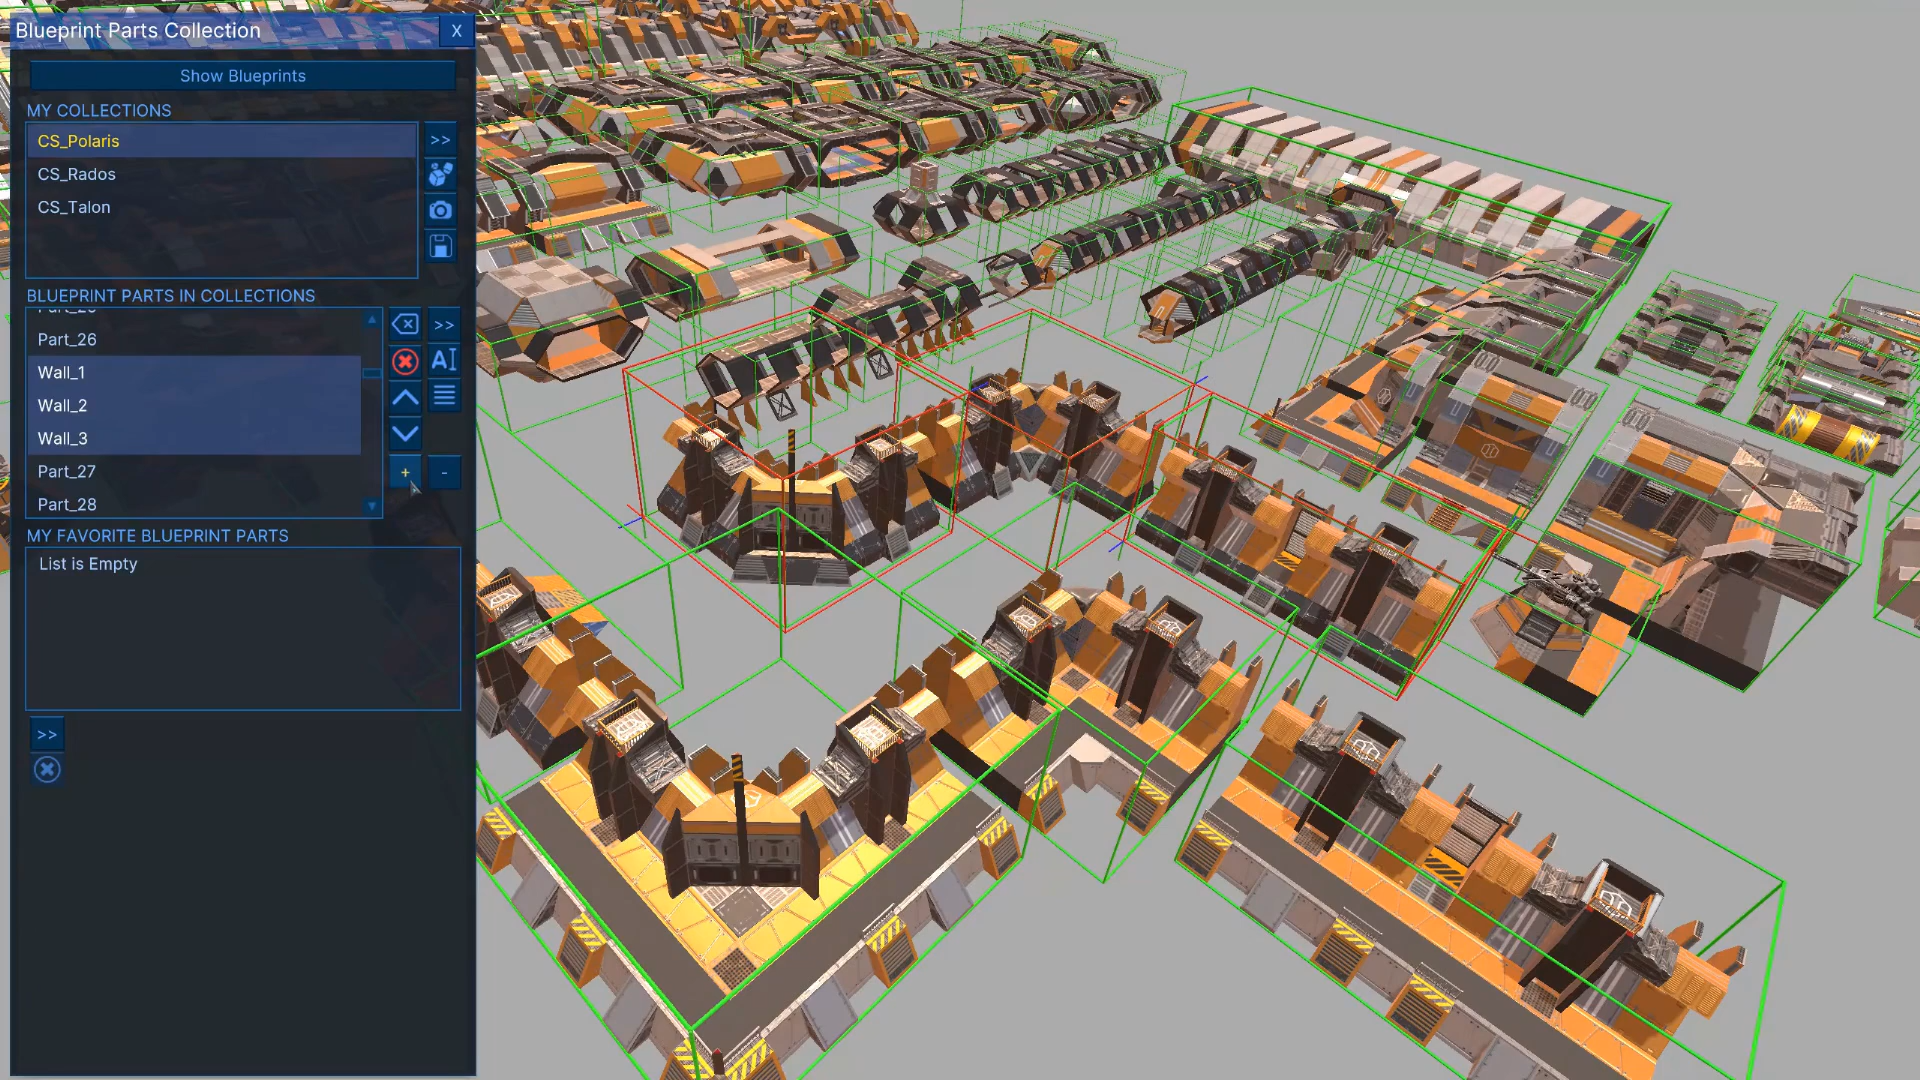 Blueprint Parts Collection
X
Show Blueprints
MY COLLECTIONS
CS_Polaris
>>
CS_Rados
CS_Talon
BLUEPRINT PARTS IN COLLECTIONS
Part_26
>>
Wall_1
AI
Wall_2
Wall_3
Part_27
+ -
Part_28
MY FAVORITE BLUEPRINT PARTS
List is Empty
>>